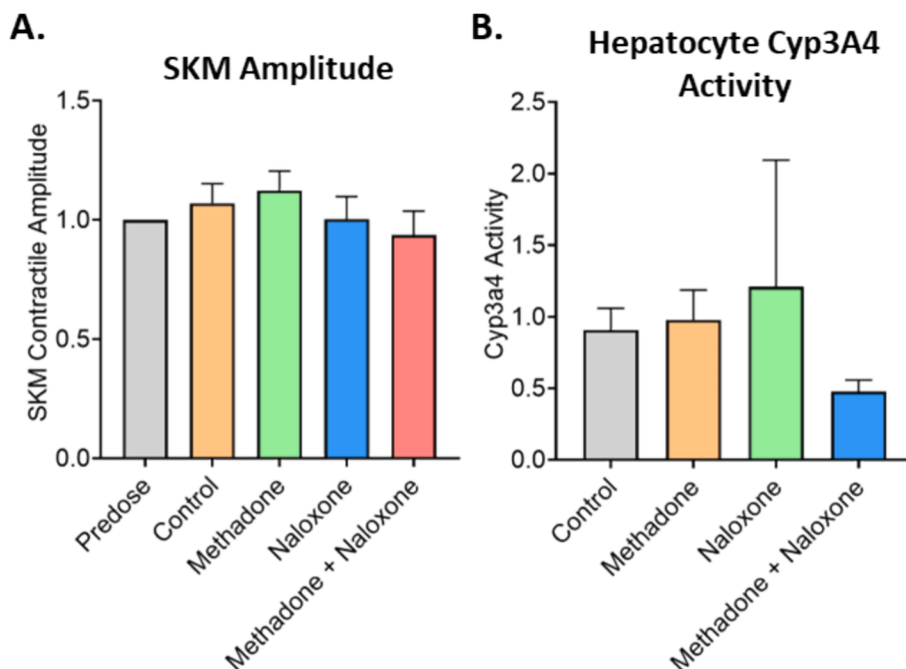 A.
SKM Amplitude
SKM Contractile Amplitude
1.5
1.0
0.5
0.0
Predose
Control
Methadone
Naloxone
Methadone + Naloxone
B.
Hepatocyte Cyp3A4
Activity
Cyp3a4 Activity
2.5
2.0
1.5
1.0
0.5
0.0
Control
Methadone
Naloxone
Methadone + Naloxone